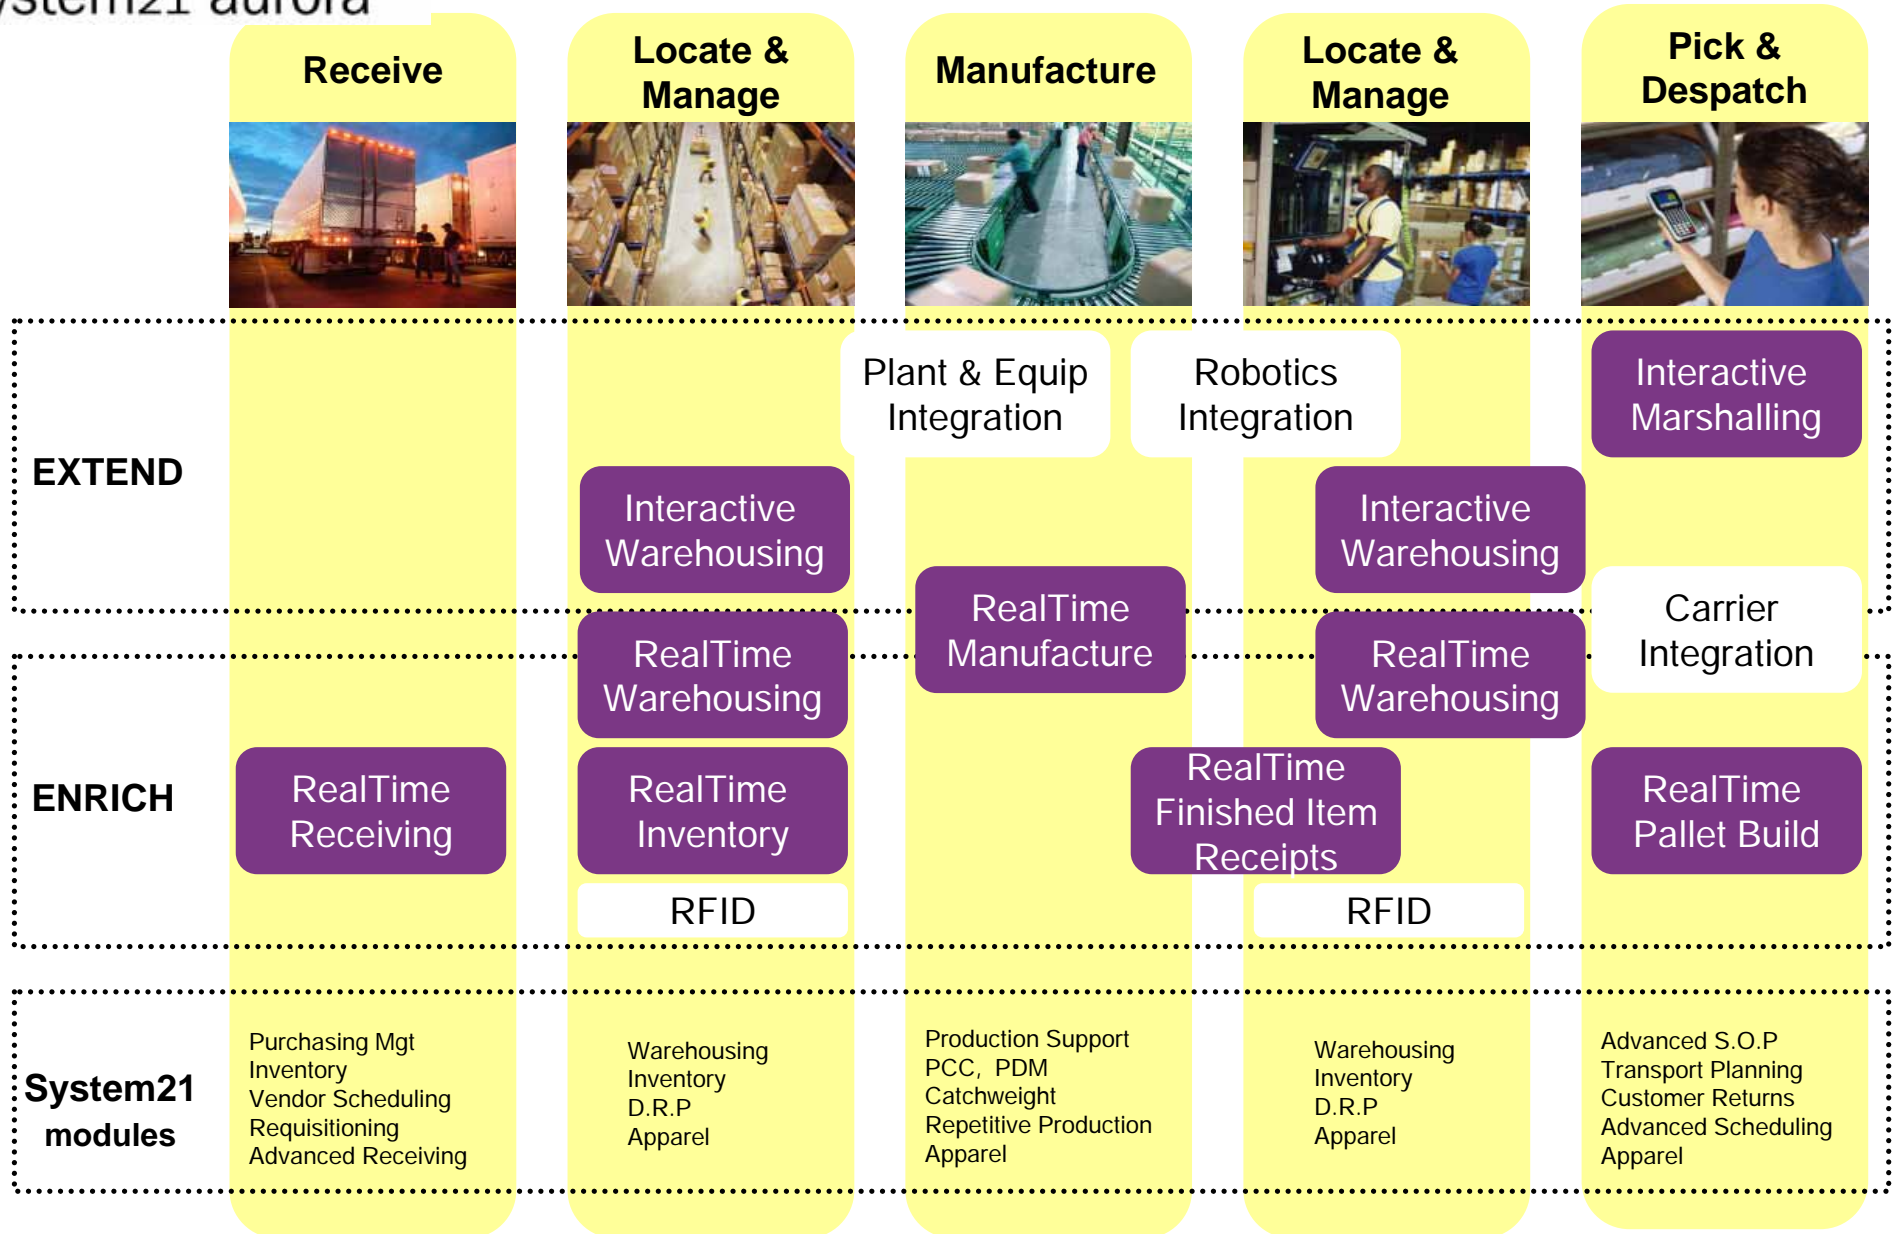 system21 aurora
Receive
Locate &
Manage
Manufacture
Locate &
Manage
Pick &
Despatch
EXTEND
Plant & Equip
Integration
Robotics
Integration
Interactive
Marshalling
Interactive
Warehousing
Interactive
Warehousing
RealTime
Manufacture
Carrier
Integration
RealTime
Warehousing
RealTime
Warehousing
ENRICH
RealTime
Receiving
RealTime
Inventory
RealTime
Finished Item
Receipts
RealTime
Pallet Build
RFID
RFID
System21
modules
Purchasing Mgt
Inventory
Vendor Scheduling
Requisitioning
Advanced Receiving
Warehousing
Inventory
D.R.P
Apparel
Production Support
PCC, PDM
Catchweight
Repetitive Production
Apparel
Warehousing
Inventory
D.R.P
Apparel
Advanced S.O.P
Transport Planning
Customer Returns
Advanced Scheduling
Apparel